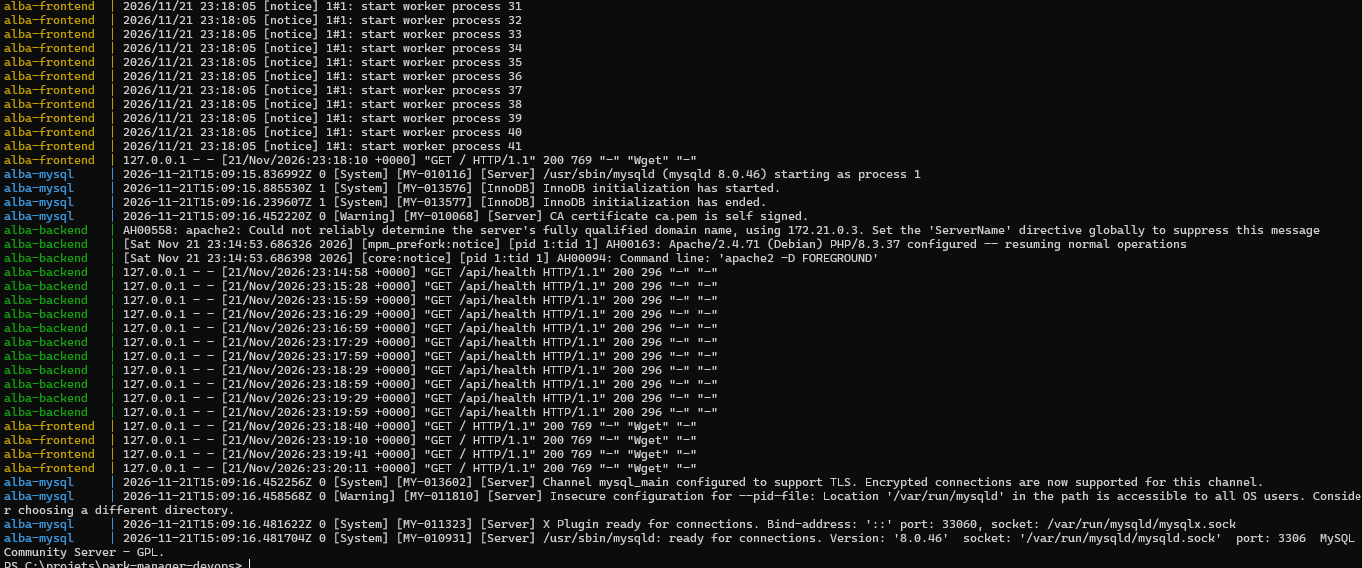 alba-frontend  | 2026/11/21 23:18:05 [notice] 1#1: start worker process 31
alba-frontend  | 2026/11/21 23:18:05 [notice] 1#1: start worker process 32
alba-frontend  | 2026/11/21 23:18:05 [notice] 1#1: start worker process 33
alba-frontend  | 2026/11/21 23:18:05 [notice] 1#1: start worker process 34
alba-frontend  | 2026/11/21 23:18:05 [notice] 1#1: start worker process 35
alba-frontend  | 2026/11/21 23:18:05 [notice] 1#1: start worker process 36
alba-frontend  | 2026/11/21 23:18:05 [notice] 1#1: start worker process 37
alba-frontend  | 2026/11/21 23:18:05 [notice] 1#1: start worker process 38
alba-frontend  | 2026/11/21 23:18:05 [notice] 1#1: start worker process 39
alba-frontend  | 2026/11/21 23:18:05 [notice] 1#1: start worker process 40
alba-frontend  | 2026/11/21 23:18:05 [notice] 1#1: start worker process 41
alba-frontend  | 127.0.0.1 - - [21/Nov/2026:23:18:10 +0000] "GET / HTTP/1.1" 200 769 "-" "Wget" "-"
alba-mysql     | 2026-11-21T15:09:15.836992Z 0 [System] [MY-010116] [Server] /usr/sbin/mysqld (mysqld 8.0.46) starting as process 1
alba-mysql     | 2026-11-21T15:09:15.885530Z 1 [System] [MY-013576] [InnoDB] InnoDB initialization has started.
alba-mysql     | 2026-11-21T15:09:16.239607Z 1 [System] [MY-013577] [InnoDB] InnoDB initialization has ended.
alba-mysql     | 2026-11-21T15:09:16.452220Z 0 [Warning] [MY-010068] [Server] CA certificate ca.pem is self signed.
alba-backend   | AH00558: apache2: Could not reliably determine the server's fully qualified domain name, using 172.21.0.3. Set the 'ServerName' directive globally to suppress this message
alba-backend   | [Sat Nov 21 23:14:53.686326 2026] [mpm_prefork:notice] [pid 1:tid 1] AH00163: Apache/2.4.71 (Debian) PHP/8.3.37 configured -- resuming normal operations
alba-backend   | [Sat Nov 21 23:14:53.686398 2026] [core:notice] [pid 1:tid 1] AH00094: Command line: 'apache2 -D FOREGROUND'
alba-backend   | 127.0.0.1 - - [21/Nov/2026:23:14:58 +0000] "GET /api/health HTTP/1.1" 200 296 "-" "-"
alba-backend   | 127.0.0.1 - - [21/Nov/2026:23:15:28 +0000] "GET /api/health HTTP/1.1" 200 296 "-" "-"
alba-backend   | 127.0.0.1 - - [21/Nov/2026:23:15:59 +0000] "GET /api/health HTTP/1.1" 200 296 "-" "-"
alba-backend   | 127.0.0.1 - - [21/Nov/2026:23:16:29 +0000] "GET /api/health HTTP/1.1" 200 296 "-" "-"
alba-backend   | 127.0.0.1 - - [21/Nov/2026:23:16:59 +0000] "GET /api/health HTTP/1.1" 200 296 "-" "-"
alba-backend   | 127.0.0.1 - - [21/Nov/2026:23:17:29 +0000] "GET /api/health HTTP/1.1" 200 296 "-" "-"
alba-backend   | 127.0.0.1 - - [21/Nov/2026:23:17:59 +0000] "GET /api/health HTTP/1.1" 200 296 "-" "-"
alba-backend   | 127.0.0.1 - - [21/Nov/2026:23:18:29 +0000] "GET /api/health HTTP/1.1" 200 296 "-" "-"
alba-backend   | 127.0.0.1 - - [21/Nov/2026:23:18:59 +0000] "GET /api/health HTTP/1.1" 200 296 "-" "-"
alba-backend   | 127.0.0.1 - - [21/Nov/2026:23:19:29 +0000] "GET /api/health HTTP/1.1" 200 296 "-" "-"
alba-backend   | 127.0.0.1 - - [21/Nov/2026:23:19:59 +0000] "GET /api/health HTTP/1.1" 200 296 "-" "-"
alba-frontend  | 127.0.0.1 - - [21/Nov/2026:23:18:40 +0000] "GET / HTTP/1.1" 200 769 "-" "Wget" "-"
alba-frontend  | 127.0.0.1 - - [21/Nov/2026:23:19:10 +0000] "GET / HTTP/1.1" 200 769 "-" "Wget" "-"
alba-frontend  | 127.0.0.1 - - [21/Nov/2026:23:19:41 +0000] "GET / HTTP/1.1" 200 769 "-" "Wget" "-"
alba-frontend  | 127.0.0.1 - - [21/Nov/2026:23:20:11 +0000] "GET / HTTP/1.1" 200 769 "-" "Wget" "-"
alba-mysql     | 2026-11-21T15:09:16.452256Z 0 [System] [MY-013602] [Server] Channel mysql_main configured to support TLS. Encrypted connections are now supported for this channel.
alba-mysql     | 2026-11-21T15:09:16.458568Z 0 [Warning] [MY-011810] [Server] Insecure configuration for --pid-file: Location '/var/run/mysqld' in the path is accessible to all OS users. Conside
r choosing a different directory.
alba-mysql     | 2026-11-21T15:09:16.481622Z 0 [System] [MY-011323] [Server] X Plugin ready for connections. Bind-address: '::' port: 33060, socket: /var/run/mysqld/mysqlx.sock
alba-mysql     | 2026-11-21T15:09:16.481704Z 0 [System] [MY-010931] [Server] /usr/sbin/mysqld: ready for connections. Version: '8.0.46'  socket: '/var/run/mysqld/mysqld.sock'  port: 3306  MySQL
Community Server - GPL.
PS C:\projets\park-manager-devops>